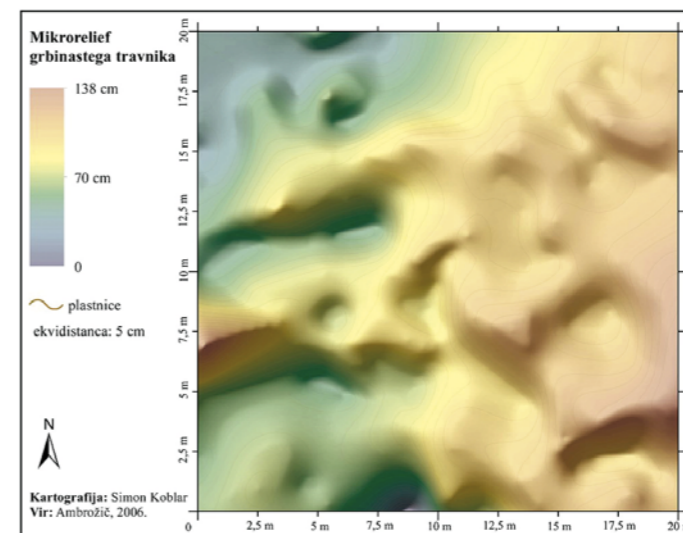 Mikrorelief
grbinastega travnika
138 cm
70 cm
0
plastnice
ekvidistanca: 5 cm
N
Kartografija: Simon Koblar
Vir: Ambrožič, 2006.
20 m
17,5 m
15 m
12,5 m
10 m
7,5 m
5 m
2,5 m
0
2,5 m
5 m
7,5 m
10 m
12,5 m
15 m
17,5 m
20 m